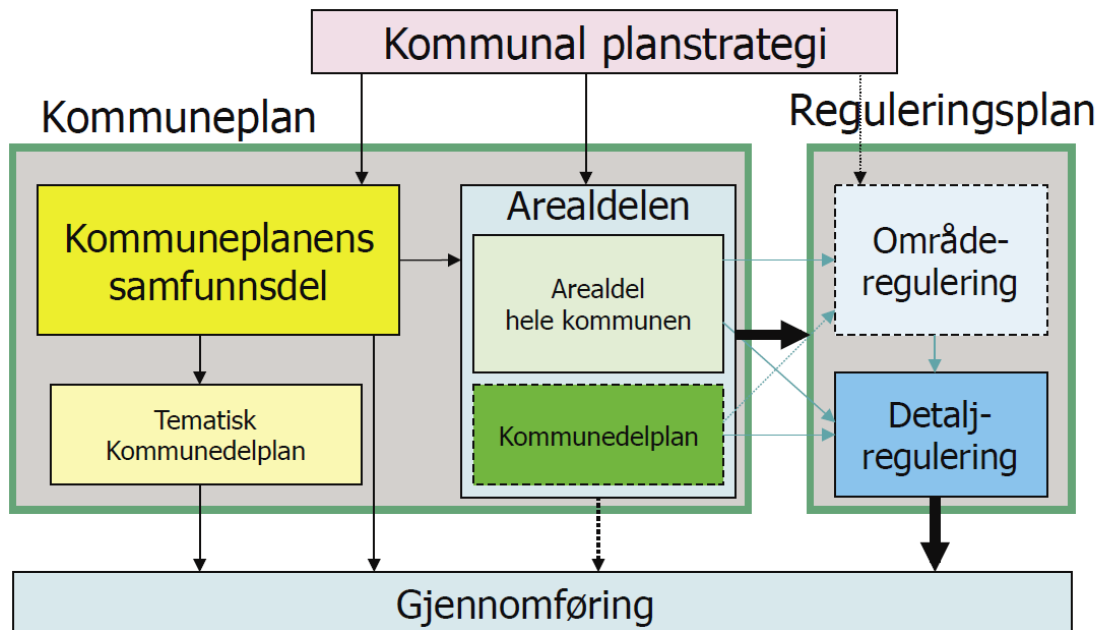 Kommunal planstrategi
Kommuneplan
Reguleringsplan
Kommuneplanens
samfunnsdel
Arealdelen
Arealdel
hele kommunen
Område-
regulering
Tematisk
Kommunedelplan
Kommunedelplan
Detalj-
regulering
Gjennomføring